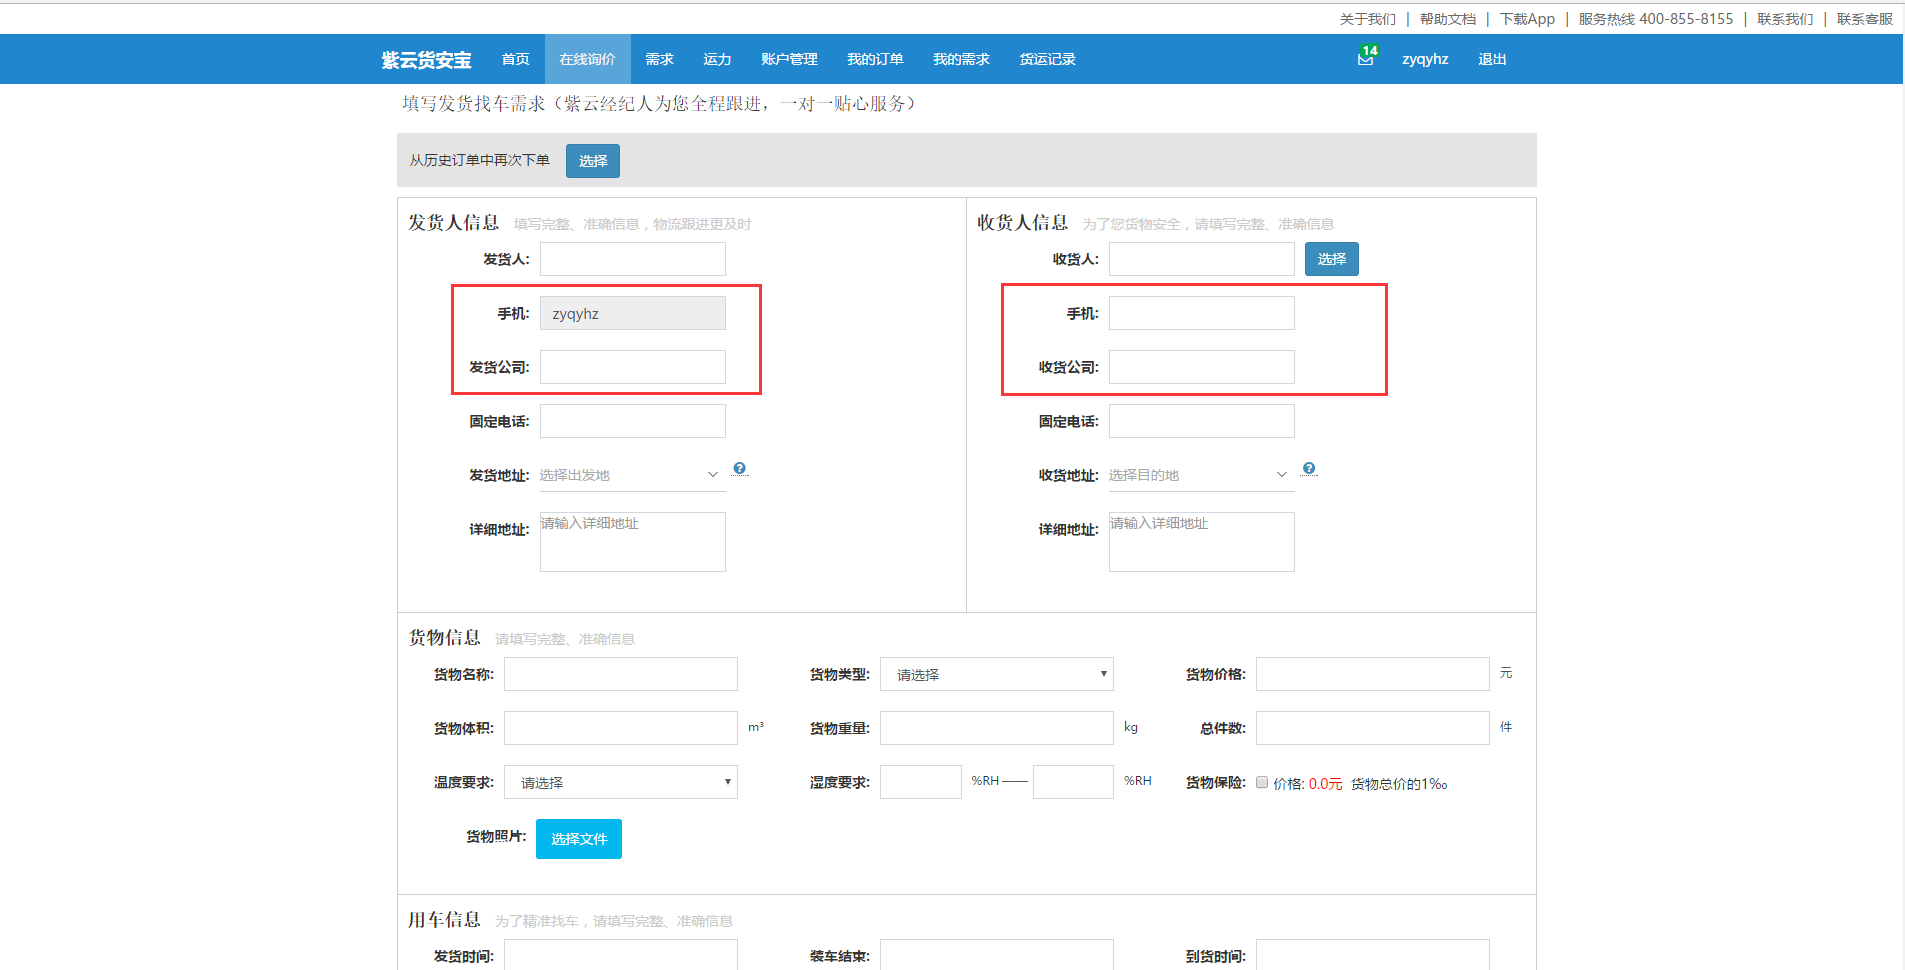 关于我们 | 帮助文档 | 下载App | 服务热线 400-855-8155 | 联系我们 | 联系客服
紫云货安宝 首页 在线询价 需求 运力 账户管理 我的订单 我的需求 货运记录 14 zyqyhz 退出
填写发货找车需求（紫云经纪人为您全程跟进，一对一贴心服务）
从历史订单中再次下单 选择
发货人信息 填写完整、准确信息，物流跟进更及时
发货人:
手机: zyqyhz
发货公司:
固定电话:
发货地址: 选择出发地 ?
详细地址: 请输入详细地址
收货人信息 为了您货物安全，请填写完整、准确信息
收货人: 选择
手机:
收货公司:
固定电话:
收货地址: 选择目的地 ?
详细地址: 请输入详细地址
货物信息 请填写完整、准确信息
货物名称: 货物类型: 请选择 货物价格: 元
货物体积: m³ 货物重量: kg 总件数: 件
温度要求: 请选择 湿度要求: %RH —— %RH 货物保险: 价格: 0.0元 货物总价的1‰
货物照片: 选择文件
用车信息 为了精准找车，请填写完整、准确信息
发货时间: 装车结束: 到货时间: